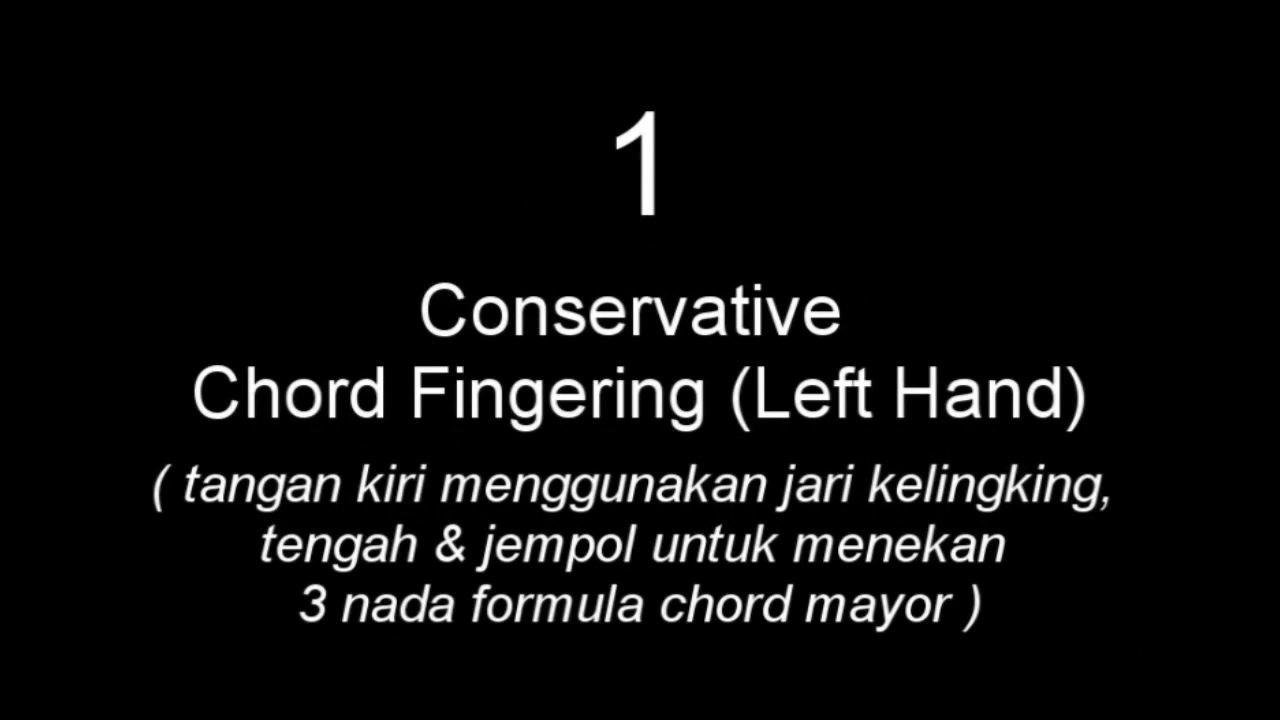 1
Conservative
Chord Fingering (Left Hand)
( tangan kiri menggunakan jari kelingking,
tengah & jempol untuk menekan
3 nada formula chord mayor )